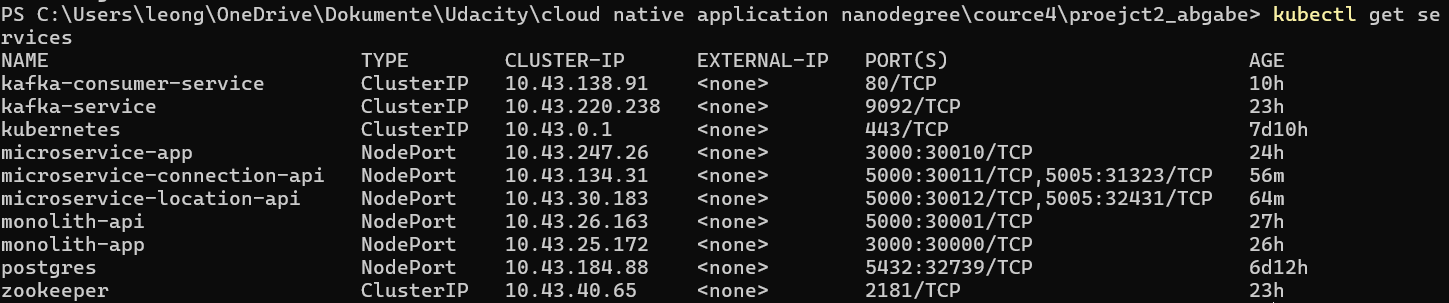 PS C:\Users\leong\OneDrive\Dokumente\Udacity\cloud native application nanodegree\cource4\proejct2_abgabe> kubectl get se
rvices
NAME TYPE CLUSTER-IP EXTERNAL-IP PORT(S) AGE
kafka-consumer-service ClusterIP 10.43.138.91 <none> 80/TCP 10h
kafka-service ClusterIP 10.43.220.238 <none> 9092/TCP 23h
kubernetes ClusterIP 10.43.0.1 <none> 443/TCP 7d10h
microservice-app NodePort 10.43.247.26 <none> 3000:30010/TCP 24h
microservice-connection-api NodePort 10.43.134.31 <none> 5000:30011/TCP,5005:31323/TCP 56m
microservice-location-api NodePort 10.43.30.183 <none> 5000:30012/TCP,5005:32431/TCP 64m
monolith-api NodePort 10.43.26.163 <none> 5000:30001/TCP 27h
monolith-app NodePort 10.43.25.172 <none> 3000:30000/TCP 26h
postgres NodePort 10.43.184.88 <none> 5432:32739/TCP 6d12h
zookeeper ClusterIP 10.43.40.65 <none> 2181/TCP 23h